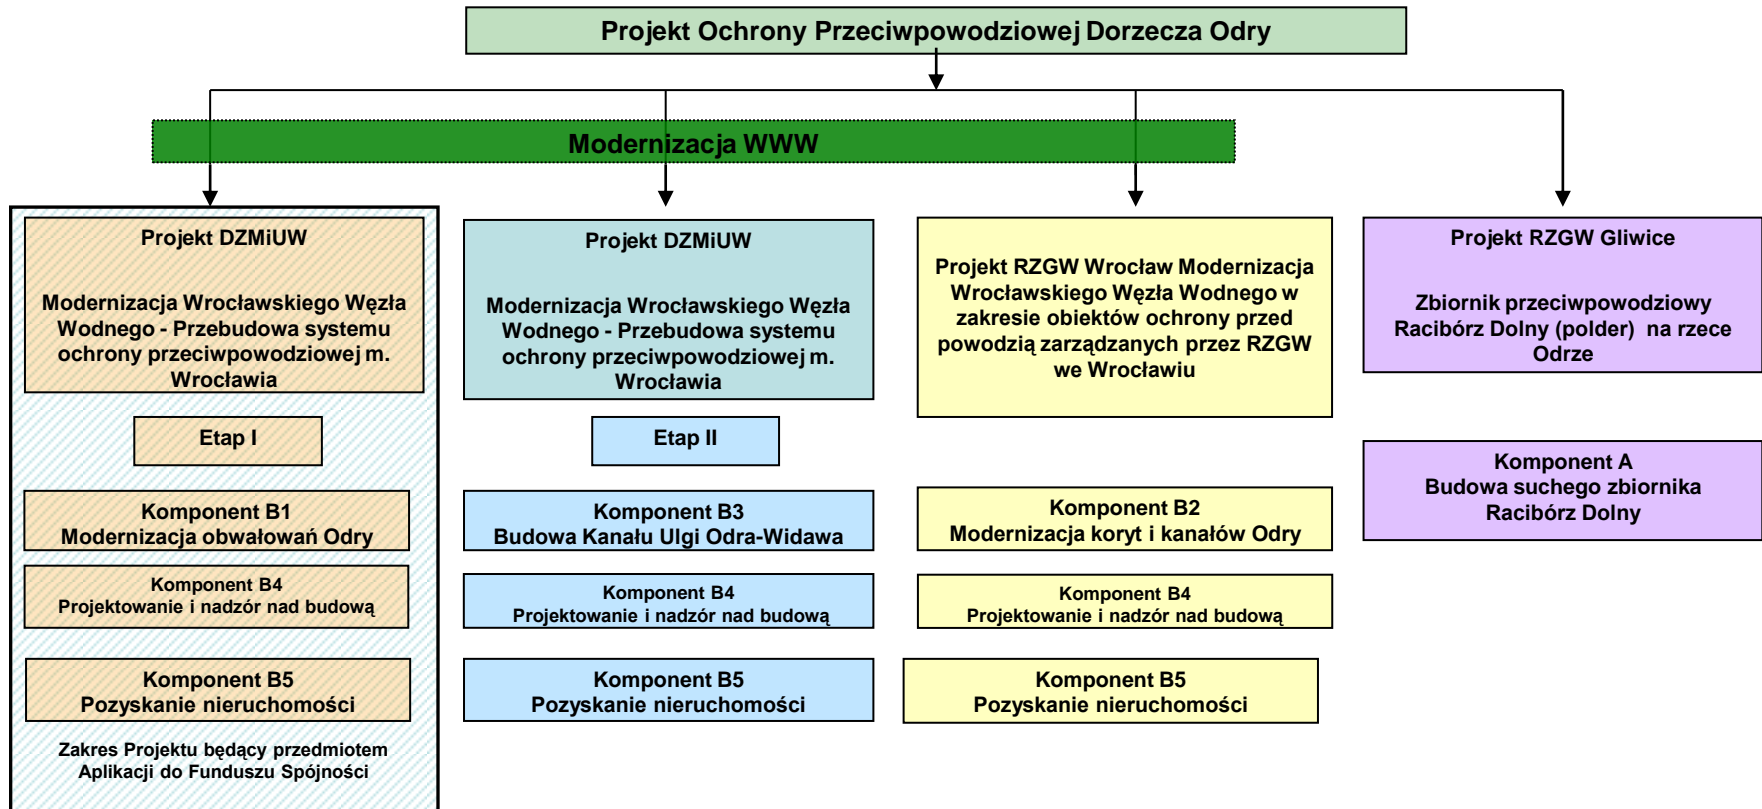 Projekt Ochrony Przeciwpowodziowej Dorzecza Odry
Modernizacja WWW
Projekt DZMiUW
Modernizacja Wrocławskiego Węzła
Wodnego - Przebudowa systemu
ochrony przeciwpowodziowej m.
Wrocławia
Etap I
Komponent B1
Modernizacja obwałowań Odry
Komponent B4
Projektowanie i nadzór nad budową
Komponent B5
Pozyskanie nieruchomości
Zakres Projektu będący przedmiotem
Aplikacji do Funduszu Spójności
Projekt DZMiUW
Modernizacja Wrocławskiego Węzła
Wodnego - Przebudowa systemu
ochrony przeciwpowodziowej m.
Wrocławia
Etap II
Komponent B3
Budowa Kanału Ulgi Odra-Widawa
Komponent B4
Projektowanie i nadzór nad budową
Komponent B5
Pozyskanie nieruchomości
Projekt RZGW Wrocław Modernizacja
Wrocławskiego Węzła Wodnego w
zakresie obiektów ochrony przed
powodzią zarządzanych przez RZGW
we Wrocławiu
Komponent B2
Modernizacja koryt i kanałów Odry
Komponent B4
Projektowanie i nadzór nad budową
Komponent B5
Pozyskanie nieruchomości
Projekt RZGW Gliwice
Zbiornik przeciwpowodziowy
Racibórz Dolny (polder) na rzece
Odrze
Komponent A
Budowa suchego zbiornika
Racibórz Dolny